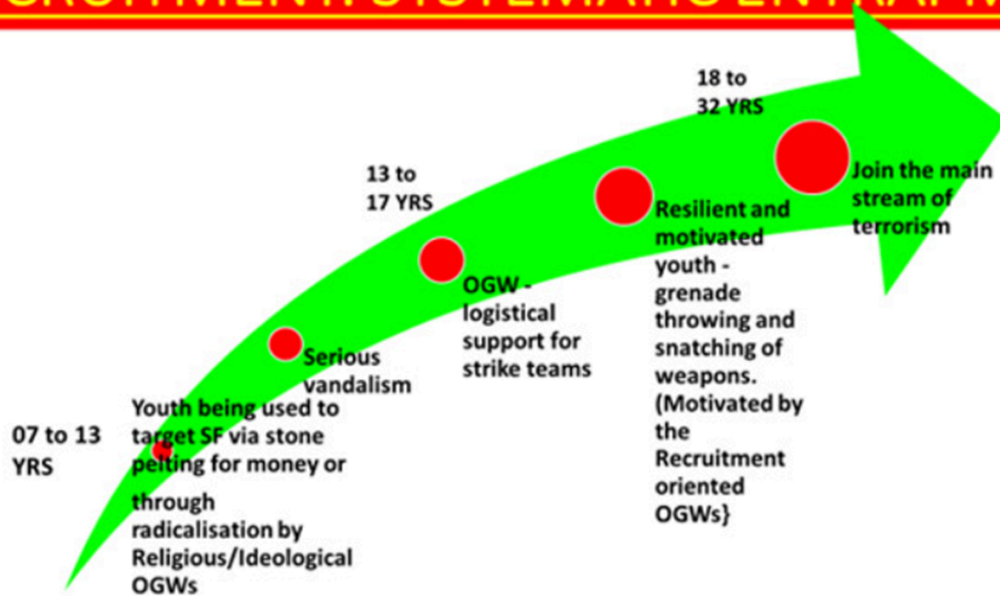 CRUITMENT: SYSTEMATIC ENTRAPM
18 to
32 YRS
13 to
17 YRS
Join the main
stream of
terrorism
Resilient and
motivated
youth -
grenade
throwing and
snatching of
weapons.
(Motivated by
the
Recruitment
oriented
OGWs}
OGW -
logistical
support for
strike teams
Serious
vandalism
07 to 13
YRS
Youth being used to
target SF via stone
pelting for money or
through
radicalisation by
Religious/Ideological
OGWs